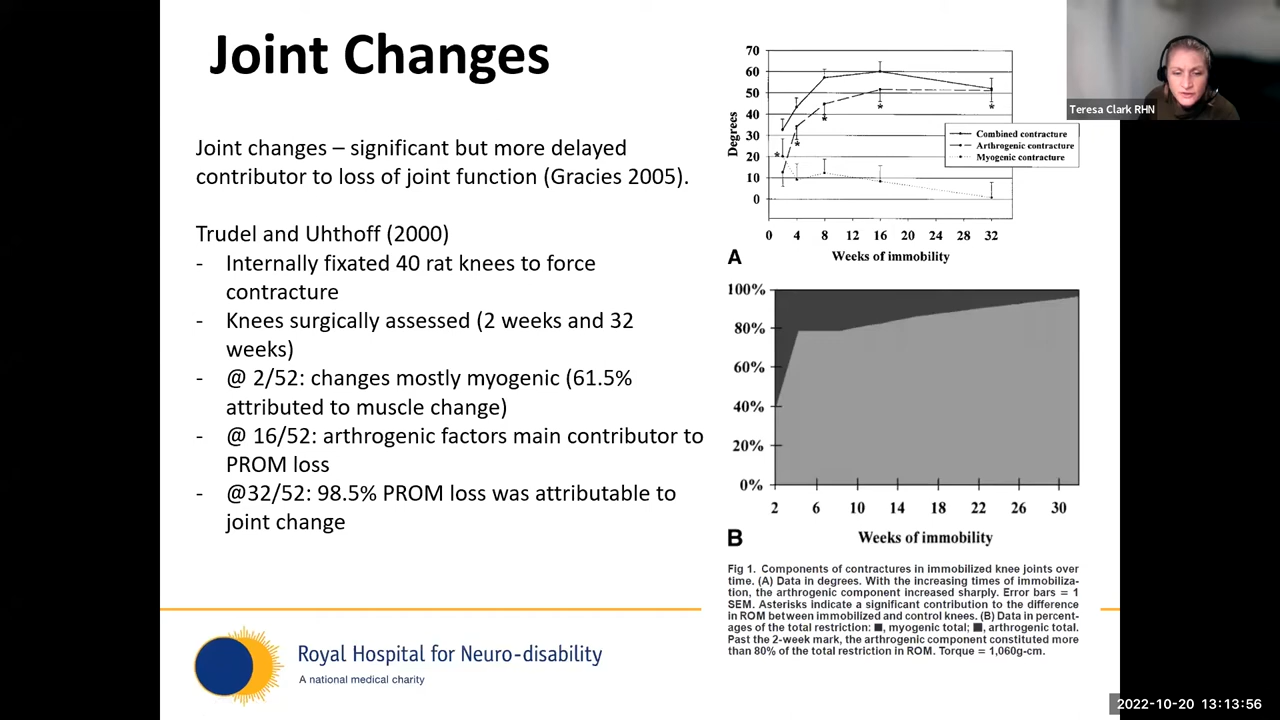 Joint Changes
Joint changes – significant but more delayed
contributor to loss of joint function (Gracies 2005).
Trudel and Uhthoff (2000)
- Internally fixated 40 rat knees to force
contracture
- Knees surgically assessed (2 weeks and 32
weeks)
- @ 2/52: changes mostly myogenic (61.5%
attributed to muscle change)
- @ 16/52: arthrogenic factors main contributor to
PROM loss
- @32/52: 98.5% PROM loss was attributable to
joint change
Royal Hospital for Neuro-disability
A national medical charity
70
60
50
40
30
20
10
0
Degrees
Combined contracture
Arthrogenic contracture
Myogenic contracture
0 4 8 12 16 20 24 28 32
Weeks of immobility
A
100%
80%
60%
40%
20%
0%
2 6 10 14 18 22 26 30
Weeks of immobility
B
Fig 1. Components of contractures in immobilized knee joints over
time. (A) Data in degrees. With the increasing times of immobiliza-
tion, the arthrogenic component increased sharply. Error bars = 1
SEM. Asterisks indicate a significant contribution to the difference
in ROM between immobilized and control knees. (B) Data in percent-
ages of the total restriction: ■, myogenic total; ■, arthrogenic total.
Past the 2-week mark, the arthrogenic component constituted more
than 80% of the total restriction in ROM. Torque = 1,060g-cm.
Teresa Clark RHN
2022-10-20 13:13:56